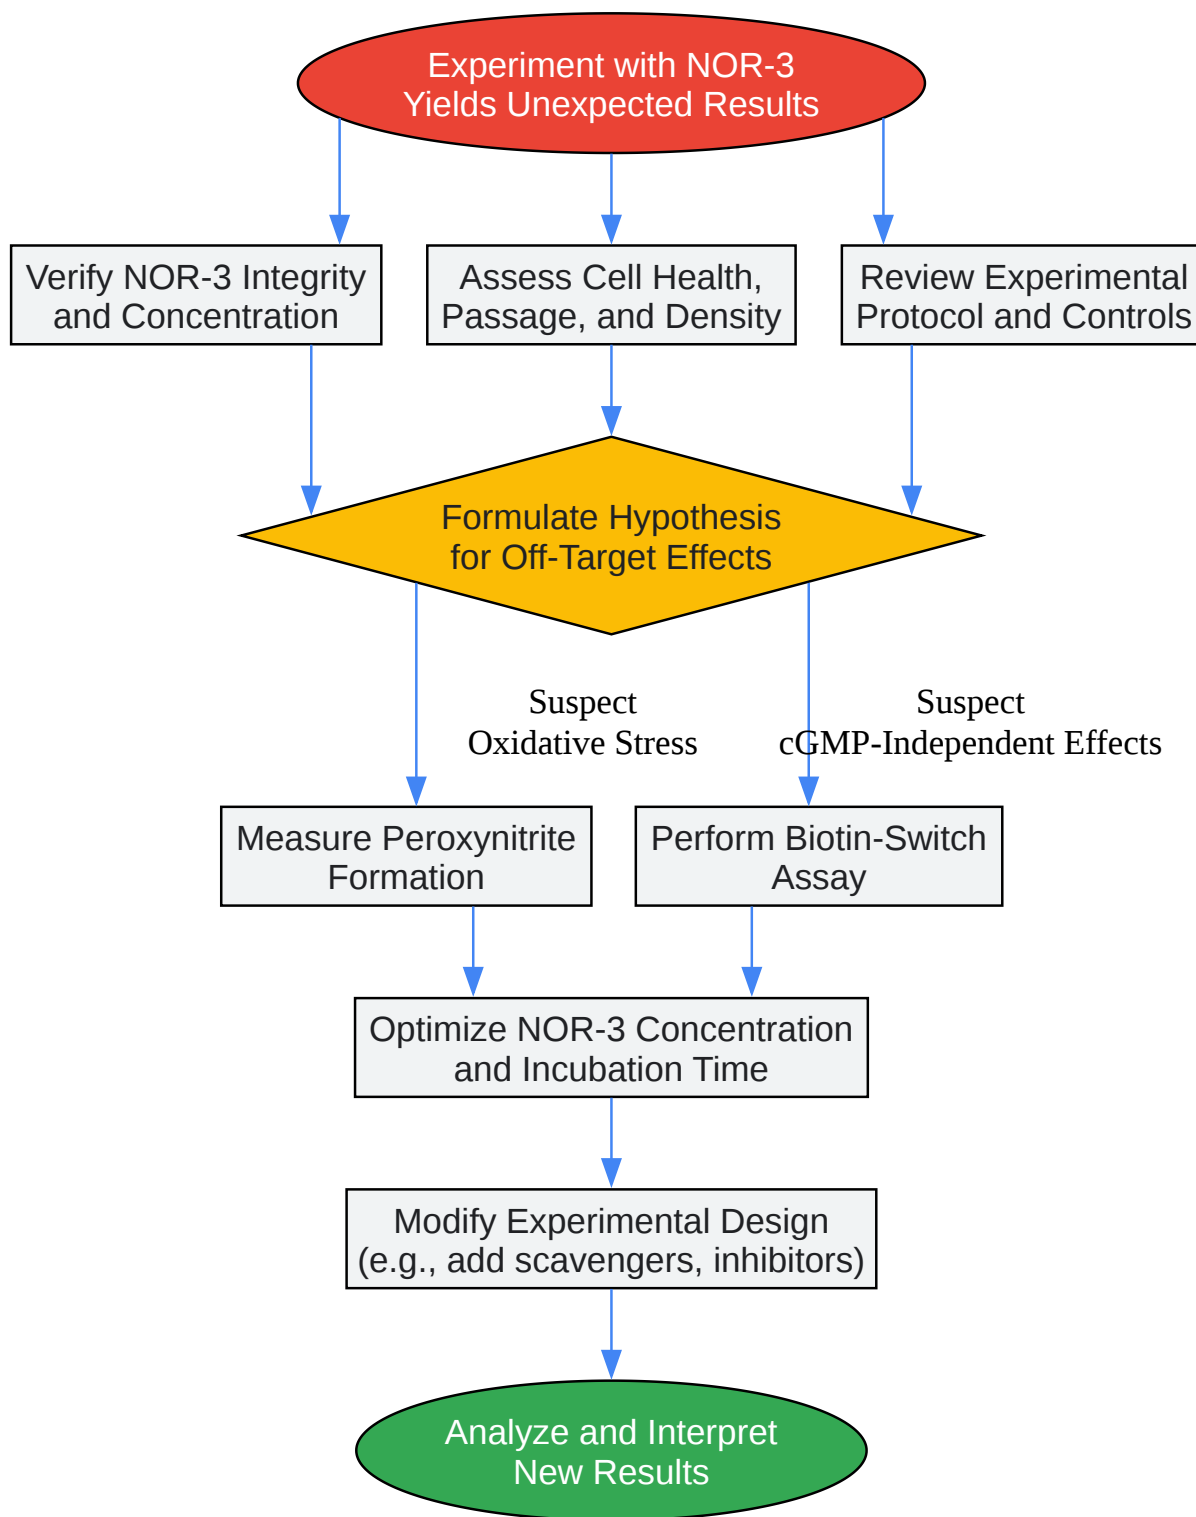 Experiment with NOR-3
Yields Unexpected Results
Verify NOR-3 Integrity
and Concentration
Assess Cell Health,
Passage, and Density
Review Experimental
Protocol and Controls
Formulate Hypothesis
for Off-Target Effects
Suspect
Oxidative Stress
Suspect
cGMP-Independent Effects
Measure Peroxynitrite
Formation
Perform Biotin-Switch
Assay
Optimize NOR-3 Concentration
and Incubation Time
Modify Experimental Design
(e.g., add scavengers, inhibitors)
Analyze and Interpret
New Results